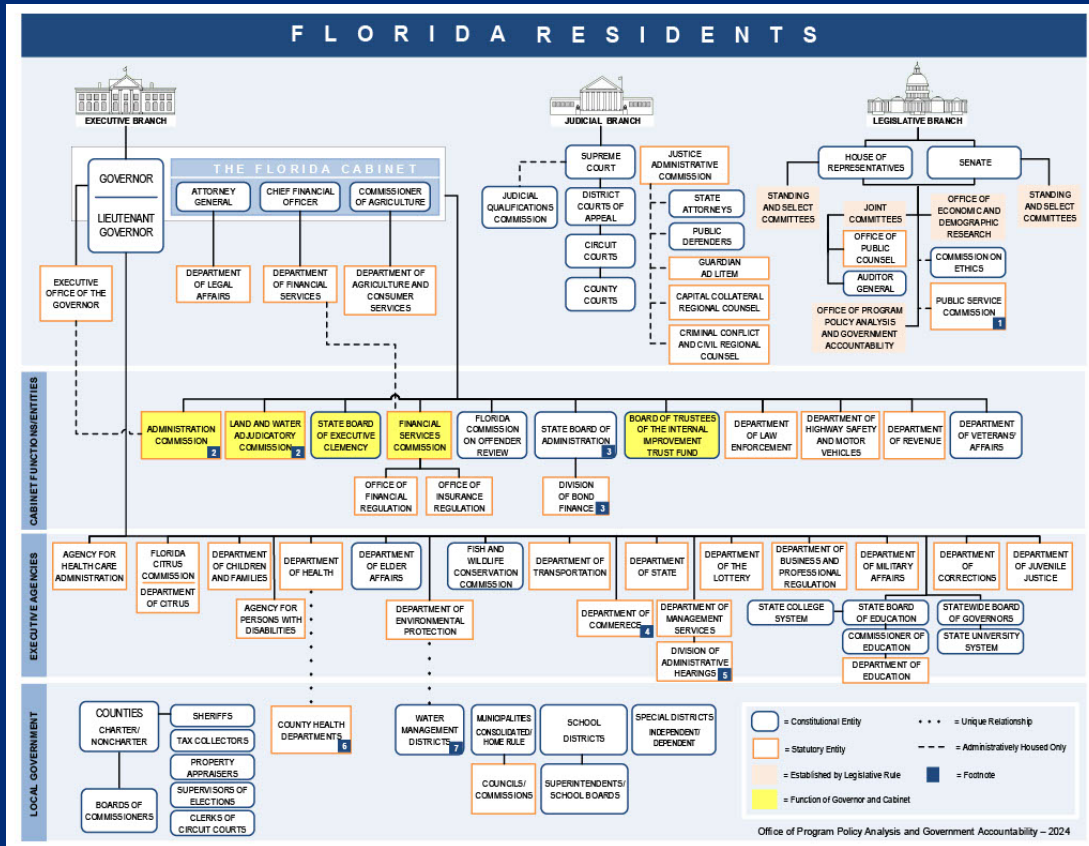 FLORIDA RESIDENTS
EXECUTIVE BRANCH
JUDICIAL BRANCH
LEGISLATIVE BRANCH
THE FLORIDA CABINET
GOVERNOR
LIEUTENANT
GOVERNOR
ATTORNEY
GENERAL
CHIEF FINANCIAL
OFFICER
COMMISSIONER
OF AGRICULTURE
EXECUTIVE
OFFICE OF THE
GOVERNOR
DEPARTMENT
OF LEGAL
AFFAIRS
DEPARTMENT
OF FINANCIAL
SERVICES
DEPARTMENT OF
AGRICULTURE AND
CONSUMER
SERVICES
SUPREME
COURT
JUDICIAL
QUALIFICATIONS
COMMISSION
DISTRICT
COURTS OF
APPEAL
CIRCUIT
COURTS
COUNTY
COURTS
JUSTICE
ADMINISTRATIVE
COMMISSION
STATE
ATTORNEYS
PUBLIC
DEFENDERS
GUARDIAN
AD LITEM
CAPITAL COLLATERAL
REGIONAL COUNSEL
CRIMINAL CONFLICT
AND CIVIL REGIONAL
COUNSEL
HOUSE OF
REPRESENTATIVES
SENATE
STANDING
AND SELECT
COMMITTEES
JOINT
COMMITTEES
OFFICE OF
PUBLIC
COUNSEL
AUDITOR
GENERAL
OFFICE OF PROGRAM
POLICY ANALYSIS
AND GOVERNMENT
ACCOUNTABILITY
OFFICE OF
ECONOMIC AND
DEMOGRAPHIC
RESEARCH
COMMISSION ON
ETHICS
PUBLIC SERVICE
COMMISSION
1
STANDING
AND SELECT
COMMITTEES
CABINET FUNCTIONS/ENTITIES
ADMINISTRATION
COMMISSION
2
LAND AND WATER
ADJUDICATORY
COMMISSION
2
STATE BOARD
OF EXECUTIVE
CLEMENCY
FINANCIAL
SERVICES
COMMISSION
FLORIDA
COMMISSION
ON OFFENDER
REVIEW
STATE BOARD OF
ADMINISTRATION
3
BOARD OF TRUSTEES
OF THE INTERNAL
IMPROVEMENT
TRUST FUND
DEPARTMENT
OF LAW
ENFORCEMENT
DEPARTMENT OF
HIGHWAY SAFETY
AND MOTOR
VEHICLES
DEPARTMENT
OF REVENUE
DEPARTMENT
OF VETERANS'
AFFAIRS
OFFICE OF
FINANCIAL
REGULATION
OFFICE OF
INSURANCE
REGULATION
DIVISION
OF BOND
FINANCE
3
EXECUTIVE AGENCIES
AGENCY FOR
HEALTH CARE
ADMINISTRATION
FLORIDA
CITRUS
COMMISSION
DEPARTMENT
OF CITRUS
DEPARTMENT
OF CHILDREN
AND FAMILIES
AGENCY FOR
PERSONS WITH
DISABILITIES
DEPARTMENT
OF HEALTH
DEPARTMENT
OF ELDER
AFFAIRS
DEPARTMENT OF
ENVIRONMENTAL
PROTECTION
FISH AND
WILDLIFE
CONSERVATION
COMMISSION
DEPARTMENT OF
TRANSPORTATION
DEPARTMENT OF
COMMERECE
4
DEPARTMENT
OF STATE
DEPARTMENT OF
MANAGEMENT
SERVICES
DIVISION OF
ADMINISTRATIVE
HEARINGS
5
DEPARTMENT
OF THE
LOTTERY
DEPARTMENT OF
BUSINESS AND
PROFESSIONAL
REGULATION
DEPARTMENT
OF MILITARY
AFFAIRS
DEPARTMENT
OF
CORRECTIONS
DEPARTMENT
OF JUVENILE
JUSTICE
STATE COLLEGE
SYSTEM
STATE BOARD OF
EDUCATION
COMMISSIONER OF
EDUCATION
DEPARTMENT OF
EDUCATION
STATEWIDE BOARD
OF GOVERNORS
STATE UNIVERSITY
SYSTEM
LOCAL GOVERNMENT
COUNTIES
CHARTER/
NONCHARTER
BOARDS OF
COMMISSIONERS
SHERIFFS
TAX COLLECTORS
PROPERTY
APPRAISERS
SUPERVISORS OF
ELECTIONS
CLERKS OF
CIRCUIT COURTS
COUNTY HEALTH
DEPARTMENTS
6
WATER
MANAGEMENT
DISTRICTS
7
MUNICIPALITIES
CONSOLIDATED/
HOME RULE
COUNCILS/
COMMISSIONS
SCHOOL
DISTRICTS
SUPERINTENDENTS/
SCHOOL BOARDS
SPECIAL DISTRICTS
INDEPENDENT/
DEPENDENT
= Constitutional Entity
= Statutory Entity
= Established by Legislative Rule
= Function of Governor and Cabinet
= Unique Relationship
= Administratively Housed Only
= Footnote
Office of Program Policy Analysis and Government Accountability – 2024